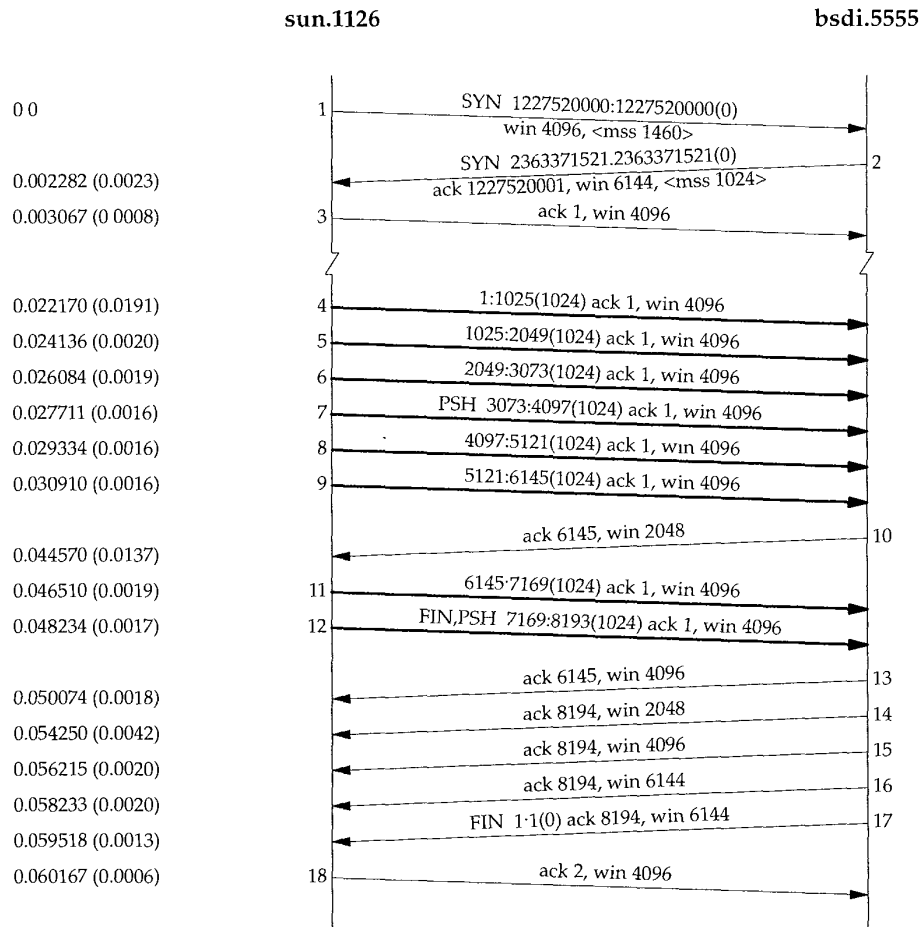 sun.1126 bsdi.5555
0 0 1 SYN 1227520000:1227520000(0)
win 4096, <mss 1460>
SYN 2363371521.2363371521(0) 2
0.002282 (0.0023) ack 1227520001, win 6144, <mss 1024>
0.003067 (0 0008) 3 ack 1, win 4096
0.022170 (0.0191) 4 1:1025(1024) ack 1, win 4096
0.024136 (0.0020) 5 1025:2049(1024) ack 1, win 4096
0.026084 (0.0019) 6 2049:3073(1024) ack 1, win 4096
0.027711 (0.0016) 7 PSH 3073:4097(1024) ack 1, win 4096
0.029334 (0.0016) 8 4097:5121(1024) ack 1, win 4096
0.030910 (0.0016) 9 5121:6145(1024) ack 1, win 4096
ack 6145, win 2048 10
0.044570 (0.0137)
0.046510 (0.0019) 11 6145·7169(1024) ack 1, win 4096
0.048234 (0.0017) 12 FIN,PSH 7169:8193(1024) ack 1, win 4096
ack 6145, win 4096 13
0.050074 (0.0018)
ack 8194, win 2048 14
0.054250 (0.0042)
ack 8194, win 4096 15
0.056215 (0.0020)
ack 8194, win 6144 16
0.058233 (0.0020)
FIN 1·1(0) ack 8194, win 6144 17
0.059518 (0.0013)
0.060167 (0.0006) 18 ack 2, win 4096